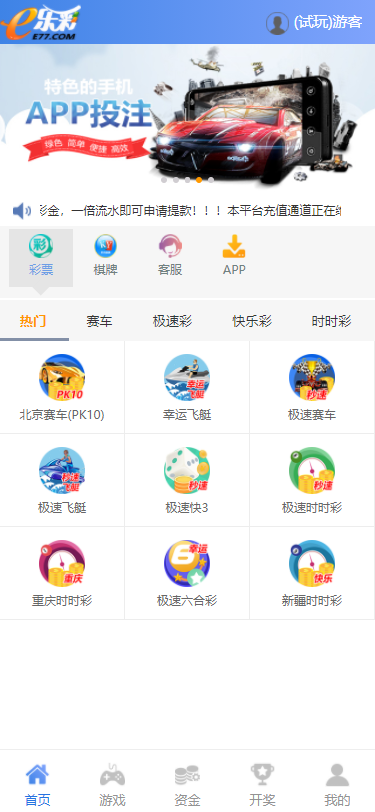 e乐彩
E77.COM
(试玩)游客
特色的手机
APP投注
绿色 简单 便捷 高效
彩金，一倍流水即可申请提款！！！本平台充值通道正在
彩
彩票
棋牌
客服
APP
热门
赛车
极速彩
快乐彩
时时彩
PK10
幸运
飞艇
秒速
北京赛车(PK10)
幸运飞艇
极速赛车
秒速
飞艇
秒速
秒速
极速飞艇
极速快3
极速时时彩
重庆
6
幸运
快乐
重庆时时彩
极速六合彩
新疆时时彩
首页
游戏
资金
开奖
我的